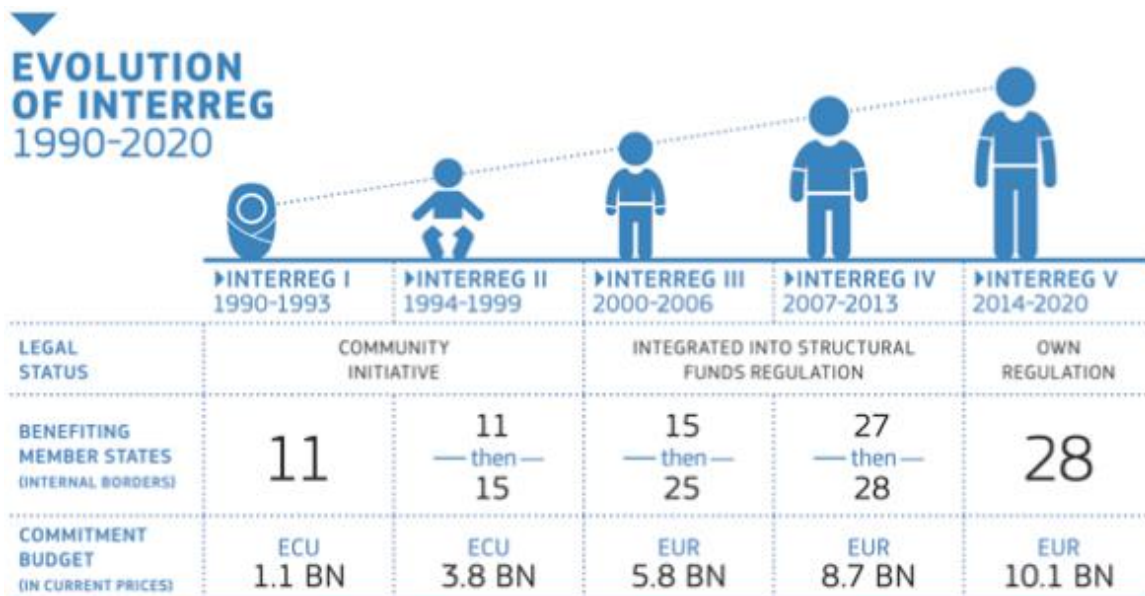 EVOLUTION
OF INTERREG
1990-2020
INTERREG I
1990-1993
INTERREG II
1994-1999
INTERREG III
2000-2006
INTERREG IV
2007-2013
INTERREG V
2014-2020
LEGAL
STATUS
COMMUNITY
INITIATIVE
INTEGRATED INTO STRUCTURAL
FUNDS REGULATION
OWN
REGULATION
BENEFITING
MEMBER STATES
(INTERNAL BORDERS)
11
11
then
15
15
then
25
27
then
28
28
COMMITMENT
BUDGET
(IN CURRENT PRICES)
ECU
1.1 BN
ECU
3.8 BN
EUR
5.8 BN
EUR
8.7 BN
EUR
10.1 BN